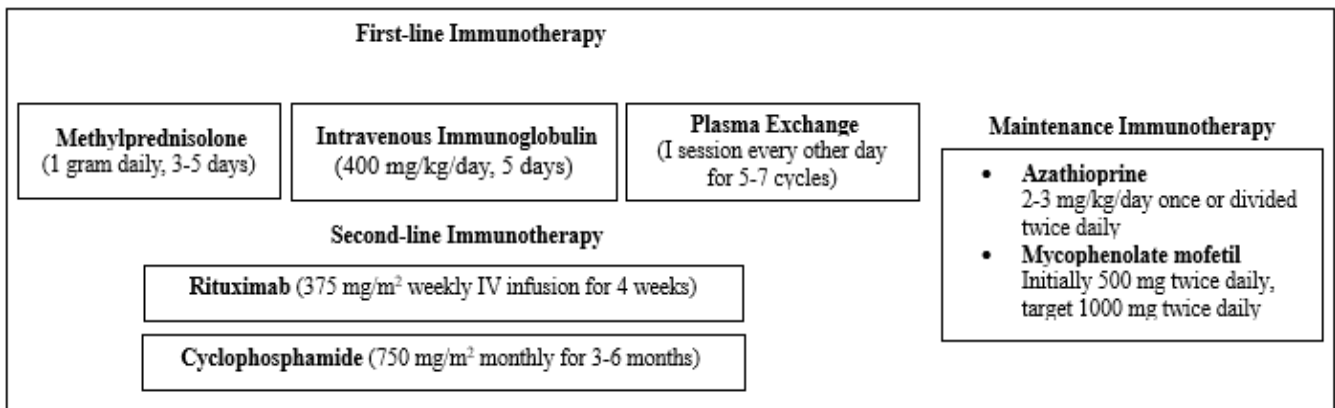 First-line Immunotherapy
Methylprednisolone
(1 gram daily, 3-5 days)
Intravenous Immunoglobulin
(400 mg/kg/day, 5 days)
Plasma Exchange
(I session every other day
for 5-7 cycles)
Second-line Immunotherapy
Rituximab (375 mg/m² weekly IV infusion for 4 weeks)
Cyclophosphamide (750 mg/m² monthly for 3-6 months)
Maintenance Immunotherapy
• Azathioprine
2-3 mg/kg/day once or divided
twice daily
• Mycophenolate mofetil
Initially 500 mg twice daily,
target 1000 mg twice daily